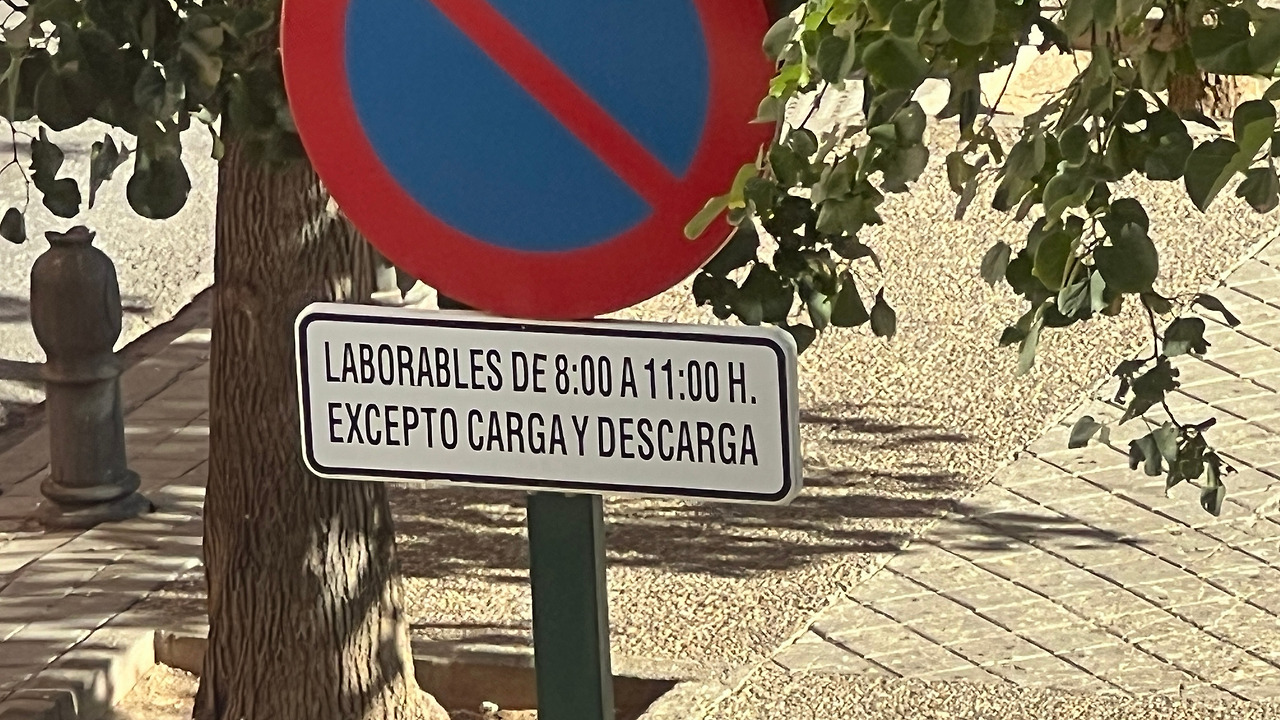 LABORABLES DE 8:00 A 11:00 H.
EXCEPTO CARGA Y DESCARGA